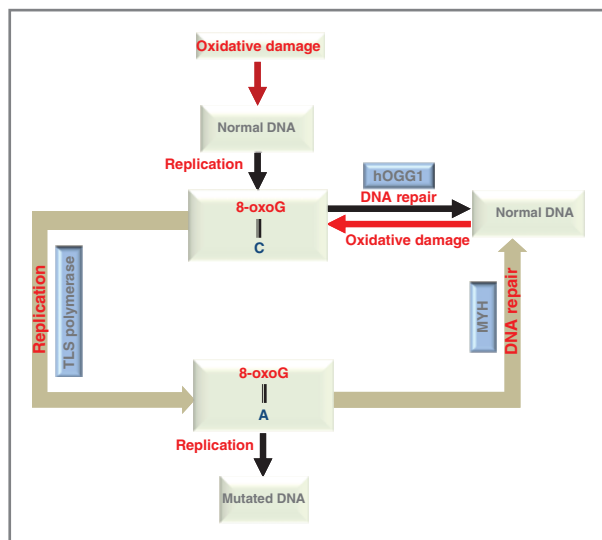 Oxidative damage
Normal DNA
Replication
hOGG1
DNA repair
8-oxoG
C
Normal DNA
Oxidative damage
Replication
TLS polymerase
MYH
DNA repair
8-oxoG
A
Replication
Mutated DNA